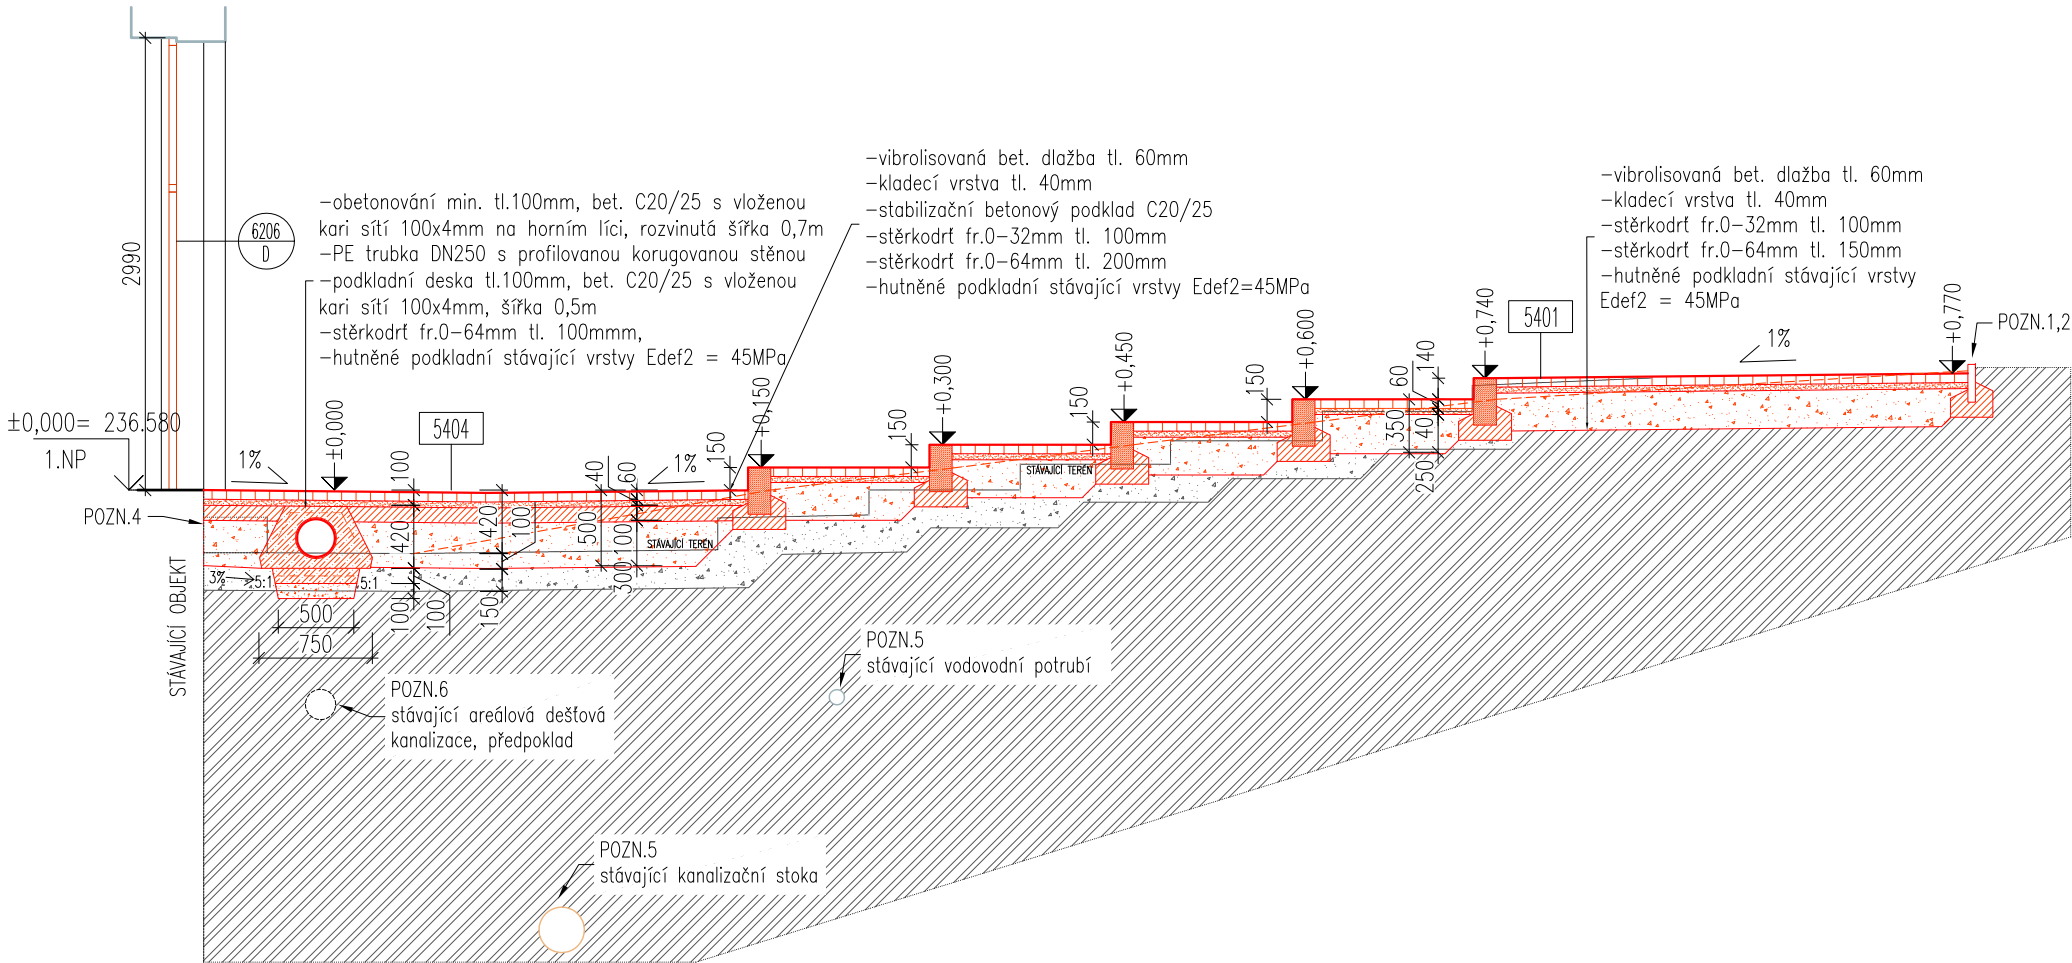 -obetonování min. tl.100mm, bet. C20/25 s vloženou
kari sítí 100x4mm na horním líci, rozvinutá šířka 0,7m
-PE trubka DN250 s profilovanou korugovanou stěnou
-podkladní deska tl.100mm, bet. C20/25 s vloženou
kari sítí 100x4mm, šířka 0,5m
-stěrkodrť fr.0-64mm tl. 100mmm,
-hutněné podkladní stávající vrstvy Edef2 = 45MPa
-vibrolisovaná bet. dlažba tl. 60mm
-kladecí vrstva tl. 40mm
-stabilizační betonový podklad C20/25
-stěrkodrť fr.0-32mm tl. 100mm
-stěrkodrť fr.0-64mm tl. 200mm
-hutněné podkladní stávající vrstvy Edef2=45MPa
-vibrolisovaná bet. dlažba tl. 60mm
-kladecí vrstva tl. 40mm
-stěrkodrť fr.0-32mm tl. 100mm
-stěrkodrť fr.0-64mm tl. 150mm
-hutněné podkladní stávající vrstvy
Edef2 = 45MPa
2990
6206
D
±0,000= 236.580
1.NP
POZN.4
STÁVAJÍCÍ OBJEKT
1%
±0,000
100
5404
40
60
1%
150
+0,150
150
+0,300
150
+0,450
150
+0,600
60
140
350
40
250
+0,740
5401
1%
+0,770
POZN.1,2
420
420
100
500
100
300
STÁVAJÍCÍ TERÉN
STÁVAJÍCÍ TERÉN
3%
5:1
5:1
100
100
150
500
750
POZN.6
stávající areálová dešťová
kanalizace, předpoklad
POZN.5
stávající vodovodní potrubí
POZN.5
stávající kanalizační stoka